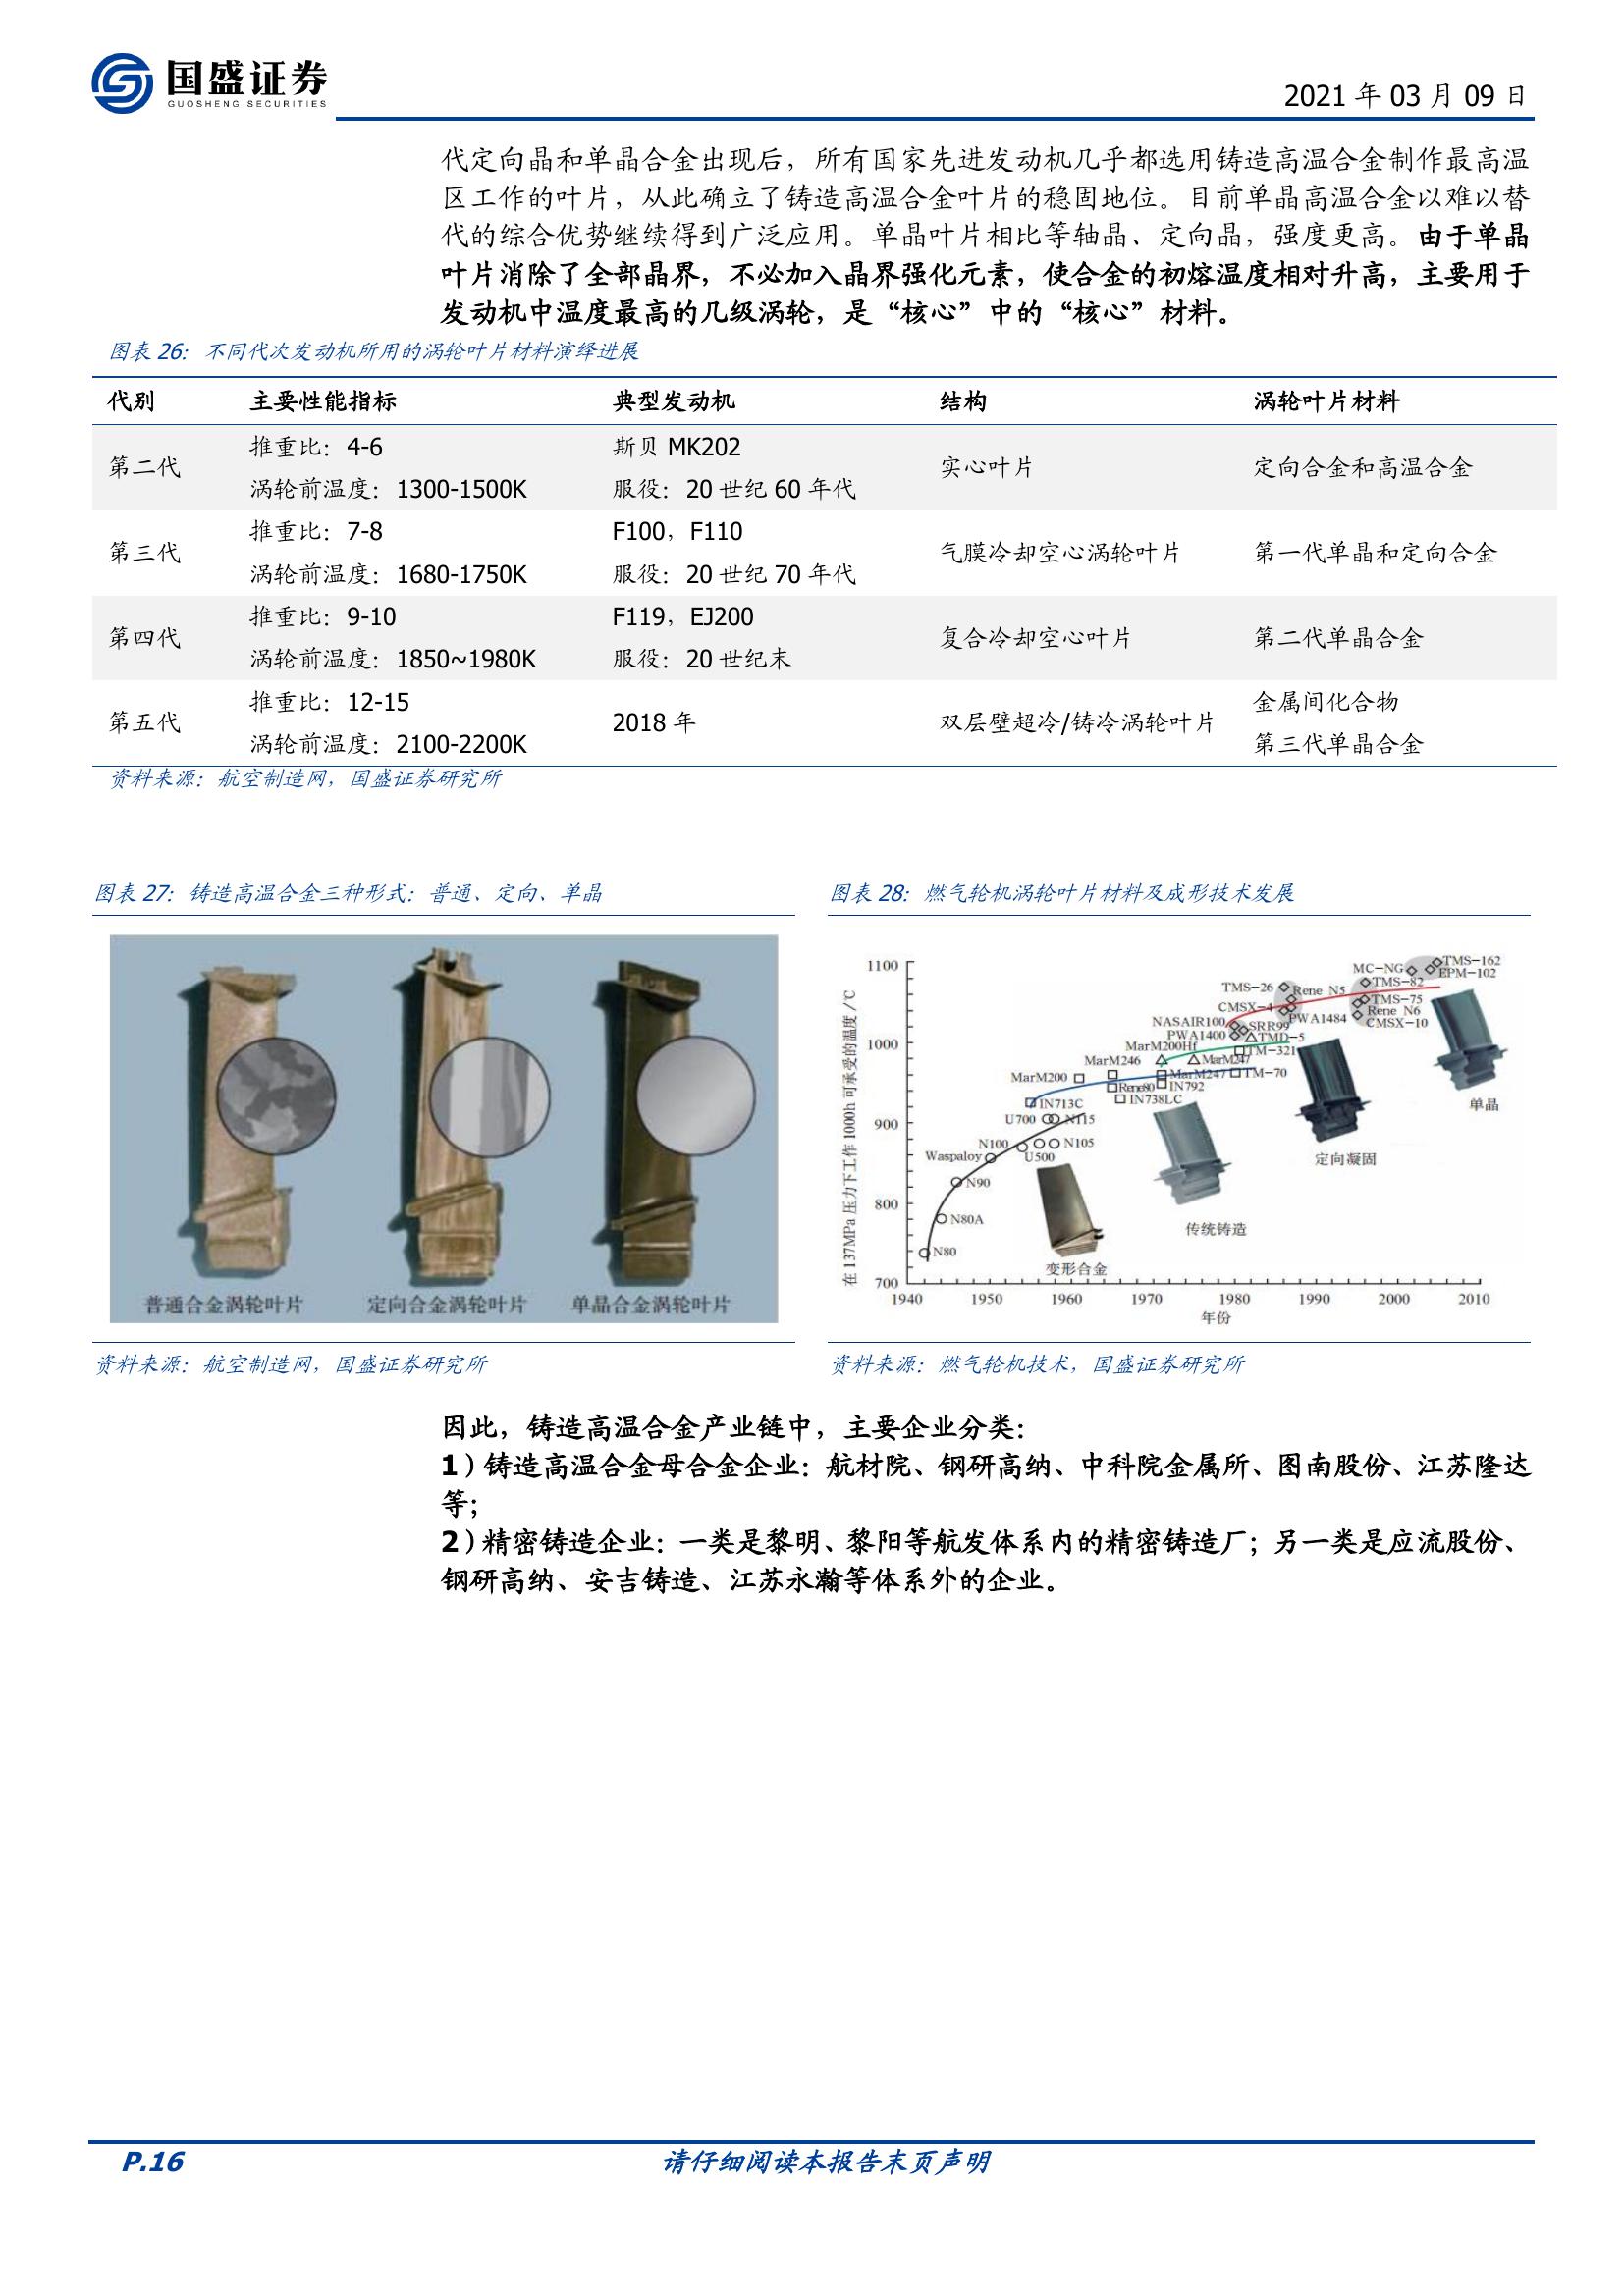 国盛证券
GUOSHENG SECURITIES
2021 年 03 月 09 日
代定向晶和单晶合金出现后，所有国家先进发动机几乎都选用铸造高温合金制作最高温
区工作的叶片，从此确立了铸造高温合金叶片的稳固地位。目前单晶高温合金以难以替
代的综合优势继续得到广泛应用。单晶叶片相比等轴晶、定向晶，强度更高。由于单晶
叶片消除了全部晶界，不必加入晶界强化元素，使合金的初熔温度相对升高，主要用于
发动机中温度最高的几级涡轮，是“核心”中的“核心”材料。
图表 26：不同代次发动机所用的涡轮叶片材料演绎进展
代别 主要性能指标 典型发动机 结构 涡轮叶片材料
第二代 推重比：4-6 斯贝 MK202 实心叶片 定向合金和高温合金
涡轮前温度：1300-1500K 服役：20 世纪 60 年代
第三代 推重比：7-8 F100，F110 气膜冷却空心涡轮叶片 第一代单晶和定向合金
涡轮前温度：1680-1750K 服役：20 世纪 70 年代
第四代 推重比：9-10 F119，EJ200 复合冷却空心叶片 第二代单晶合金
涡轮前温度：1850~1980K 服役：20 世纪末
第五代 推重比：12-15 2018 年 双层壁超冷/铸冷涡轮叶片 金属间化合物
涡轮前温度：2100-2200K 第三代单晶合金
资料来源：航空制造网，国盛证券研究所
图表 27：铸造高温合金三种形式：普通、定向、单晶
普通合金涡轮叶片 定向合金涡轮叶片 单晶合金涡轮叶片
资料来源：航空制造网，国盛证券研究所
图表 28：燃气轮机涡轮叶片材料及成形技术发展
在 137MPa 压力下工作 1000h 可承受的温度 /℃
1100
1000
900
800
700
MC-NG
TMS-162
EPM-102
TMS-26
Rene N5
TMS-82
CMSX-4
TMS-75
PWA1484
Rene N6
NASAIR100
SRR99
CMSX-10
PWA1400
TMD-5
MarM200Hf
TM-321
MarM246
MarM247
MarM200
MarM247
TM-70
Rene80
IN792
IN713C
IN738LC
U700
N115
N100
N105
Waspaloy
U500
N90
N80A
N80
变形合金
传统铸造
定向凝固
单晶
1940 1950 1960 1970 1980 1990 2000 2010
年份
资料来源：燃气轮机技术，国盛证券研究所
因此，铸造高温合金产业链中，主要企业分类：
1）铸造高温合金母合金企业：航材院、钢研高纳、中科院金属所、图南股份、江苏隆达
等；
2）精密铸造企业：一类是黎明、黎阳等航发体系内的精密铸造厂；另一类是应流股份、
钢研高纳、安吉铸造、江苏永瀚等体系外的企业。
P.16
请仔细阅读本报告末页声明